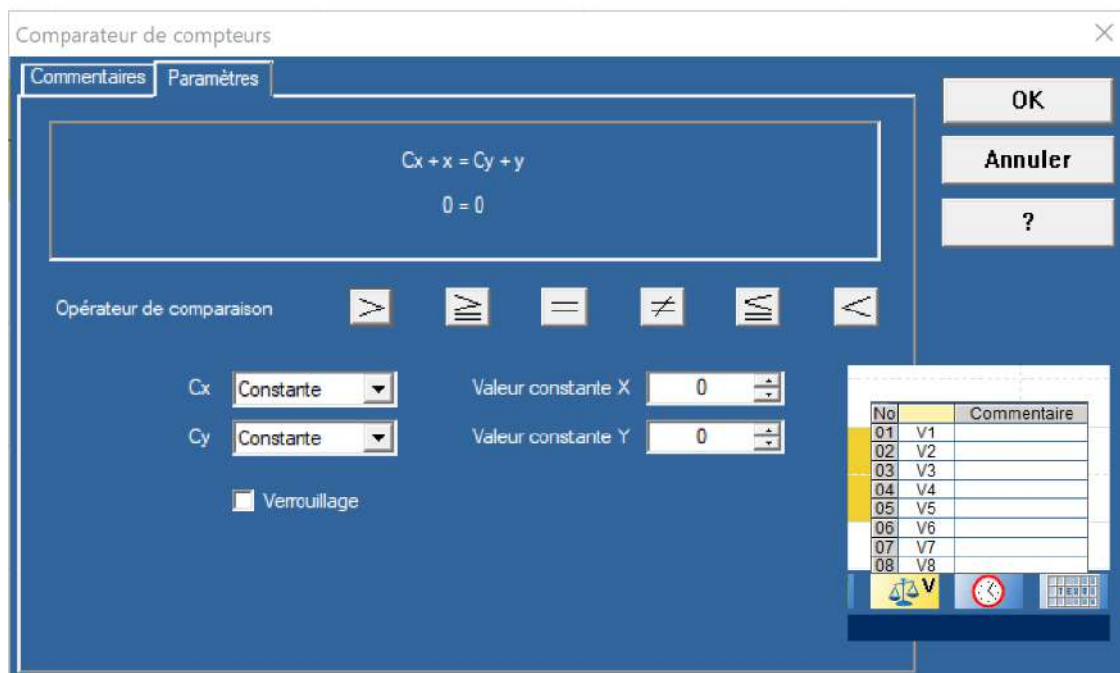 Comparateur de compteurs
Commentaires Paramètres
OK
Annuler
?
Cx + x = Cy + y
0 = 0
Opérateur de comparaison > ≧ = ≠ ≦ <
Cx Constante Valeur constante X 0
Cy Constante Valeur constante Y 0
Verrouillage
No Commentaire
01 V1
02 V2
03 V3
04 V4
05 V5
06 V6
07 V7
08 V8
V
TEXT